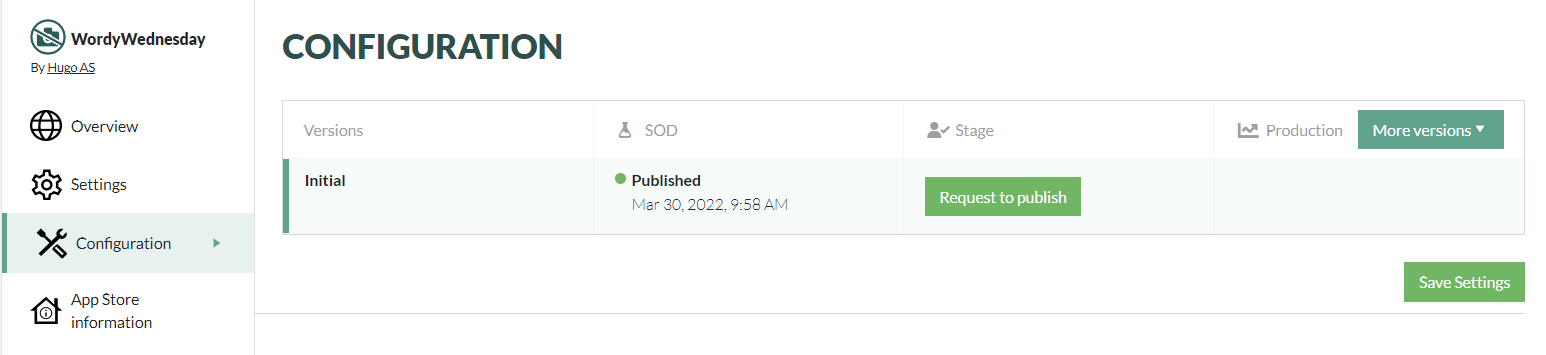 WordyWednesday
By Hugo AS
Overview
Settings
Configuration
App Store
information
CONFIGURATION
Versions SOD Stage Production More versions
Initial Published Request to publish
Mar 30, 2022, 9:58 AM
Save Settings